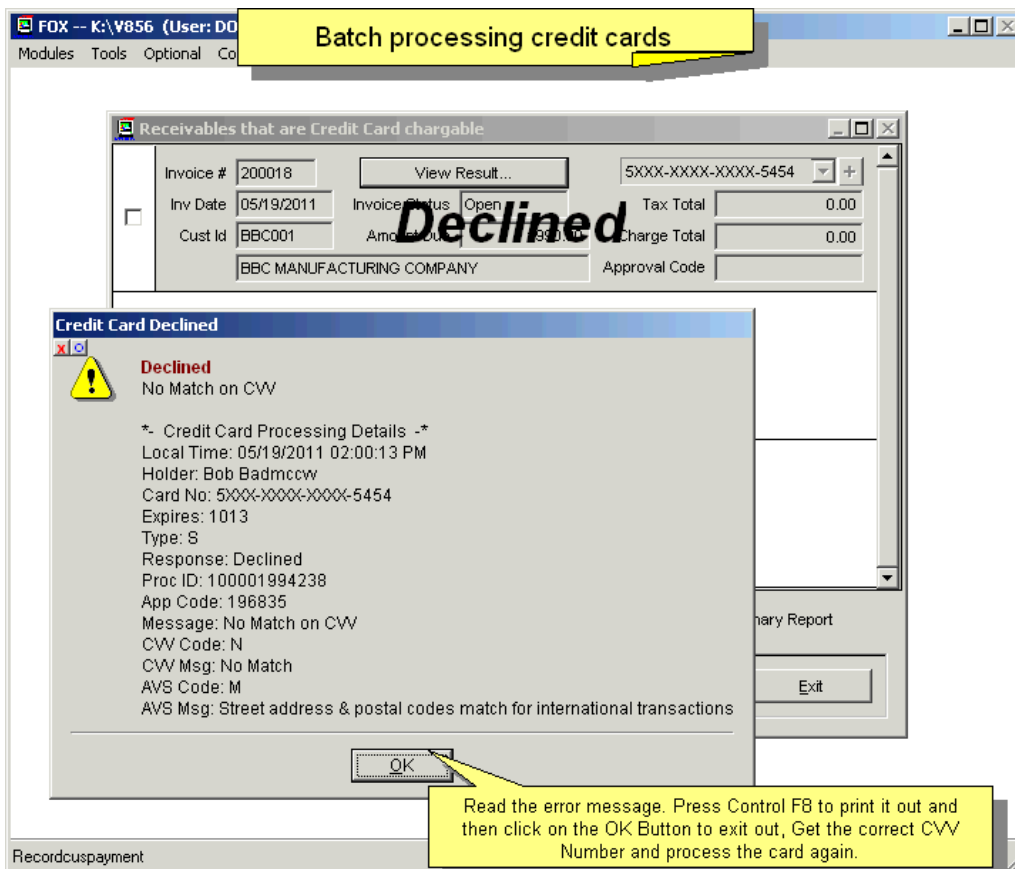 FOX -- K:\V856 (User: DO
Batch processing credit cards
Modules Tools Optional Co
Receivables that are Credit Card chargable
Invoice # 200018 View Result... 5XXX-XXXX-XXXX-5454 +
Inv Date 05/19/2011 Invoice Status Open Tax Total 0.00
Declined
Cust Id BBC001 Amount Due 990.00 Charge Total 0.00
BBC MANUFACTURING COMPANY Approval Code
Credit Card Declined
Declined
No Match on CVV
*- Credit Card Processing Details -*
Local Time: 05/19/2011 02:00:13 PM
Holder: Bob Badmccw
Card No: 5XXX-XXXX-XXXX-5454
Expires: 1013
Type: S
Response: Declined
Proc ID: 100001994238
App Code: 196835
Message: No Match on CVV
CVV Code: N
CVV Msg: No Match
AVS Code: M
AVS Msg: Street address & postal codes match for international transactions
nary Report
Exit
OK
Read the error message. Press Control F8 to print it out and
then click on the OK Button to exit out, Get the correct CVV
Number and process the card again.
Recordcuspayment